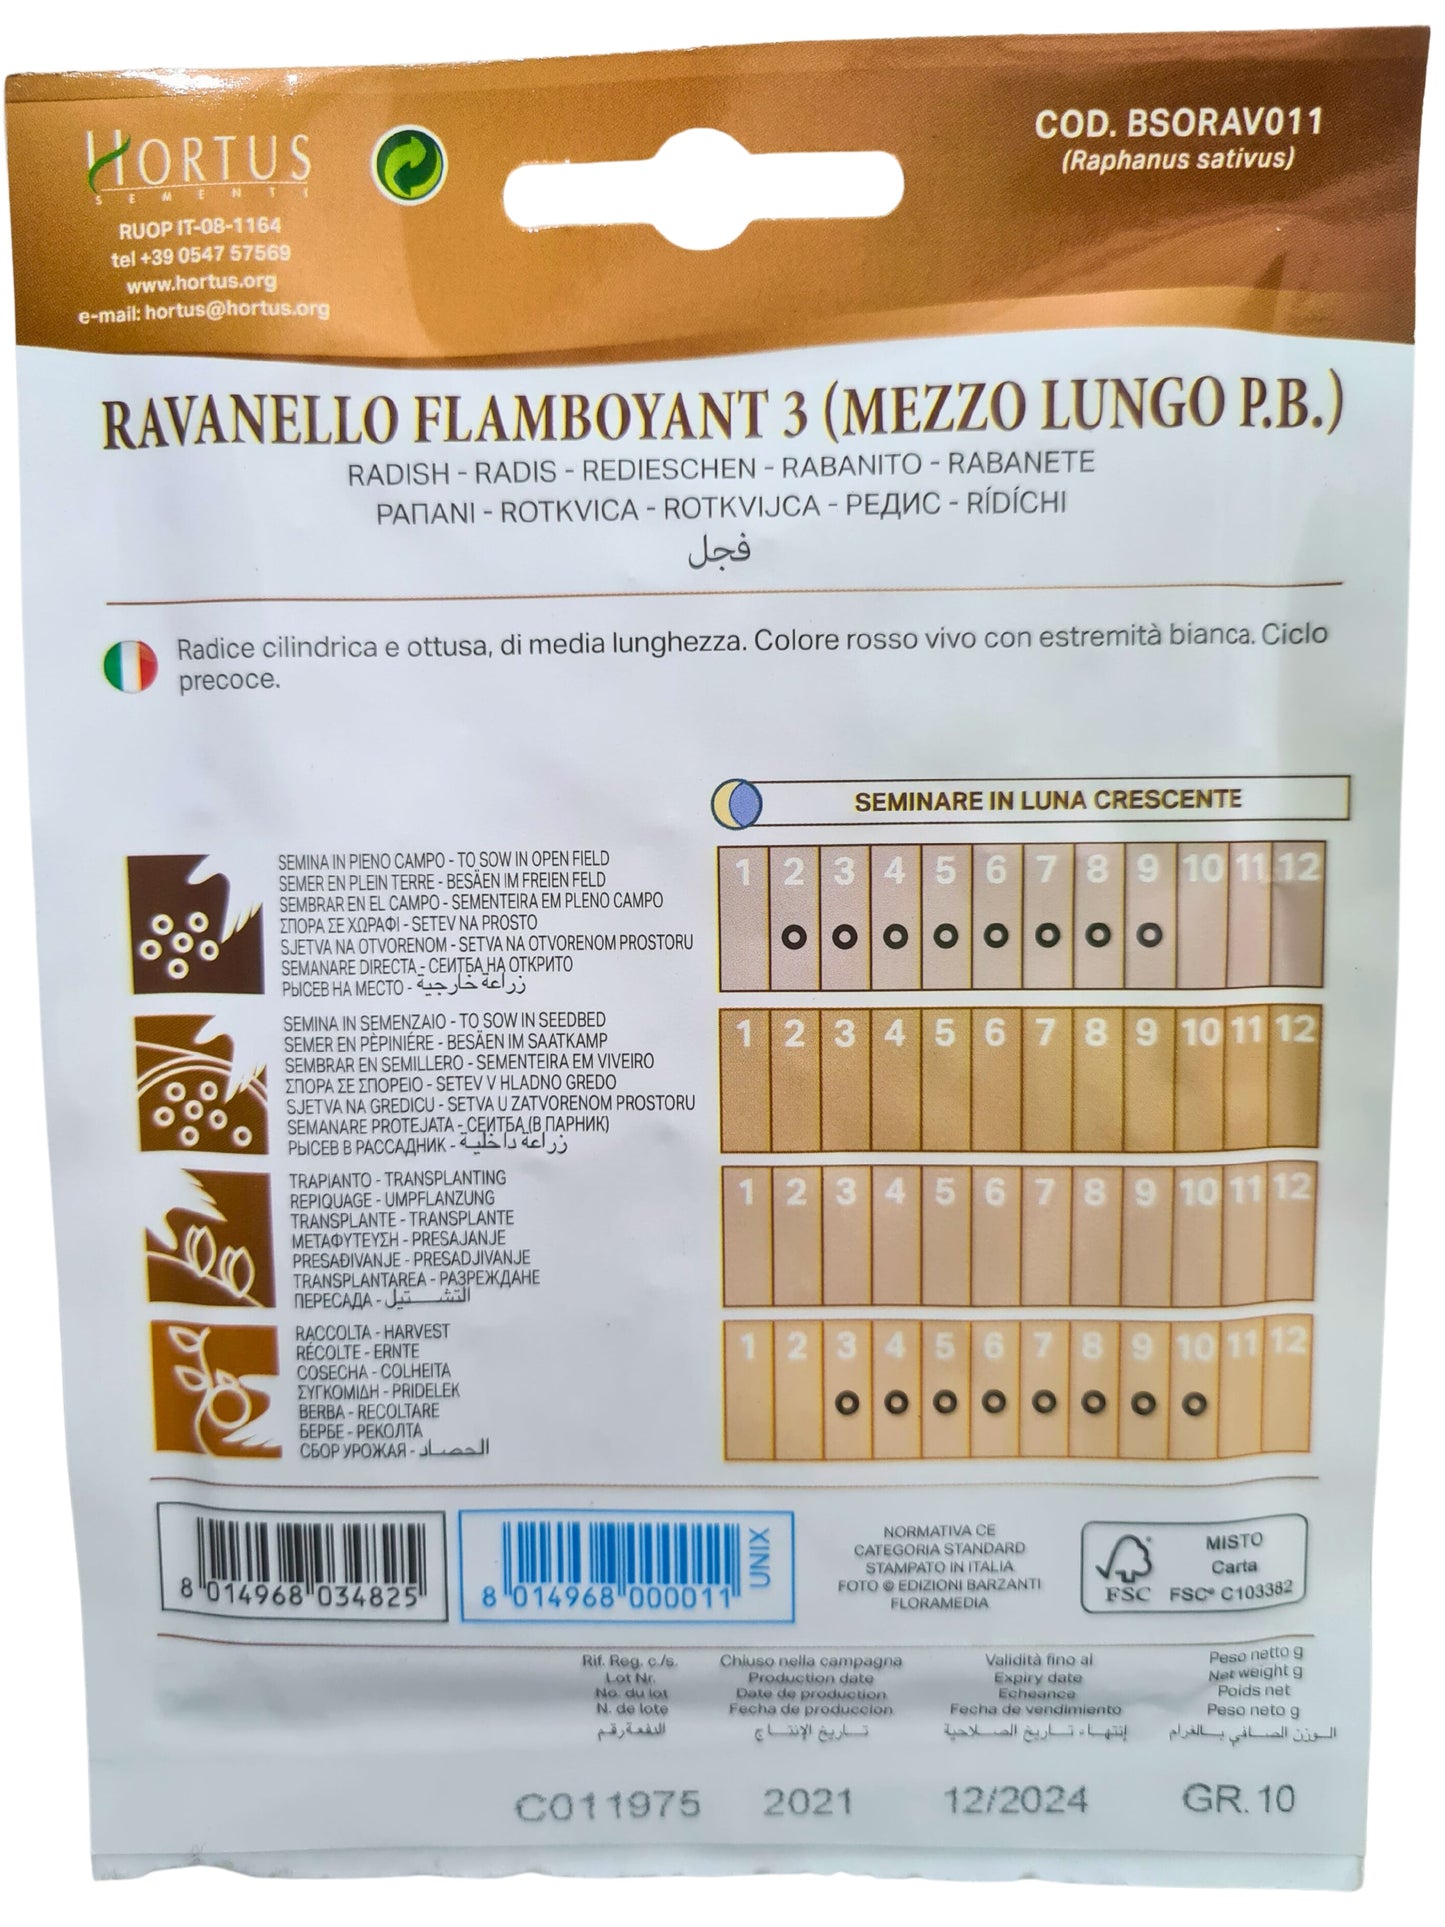 HORTUS
SEMENTI
RUOP IT-08-1164
tel +39 0547 57569
www.hortus.org
e-mail: hortus@hortus.org
COD. BSORAV011
(Raphanus sativus)
RAVANELLO FLAMBOYANT 3 (MEZZO LUNGO P.B.)
RADISH - RADIS - REDIESCHEN - RABANITO - RABANETE
ΡΑΠΑΝΙ - ROTKVICA - ROTKVIJCA - РЕДИС - RÍDÍCHI
فجل
Radice cilindrica e ottusa, di media lunghezza. Colore rosso vivo con estremità bianca. Ciclo
precoce.
SEMINARE IN LUNA CRESCENTE
SEMINA IN PIENO CAMPO - TO SOW IN OPEN FIELD
SEMER EN PLEIN TERRE - BESÄEN IM FREIEN FELD
SEMBRAR EN EL CAMPO - SEMENTEIRA EM PLENO CAMPO
ΣΠΟΡΑ ΣΕ ΧΩΡΑΦΙ - SETEV NA PROSTO
SJETVA NA OTVORENOM - SETVA NA OTVORENOM PROSTORU
SEMANARE DIRECTA - СЕИТБА НА ОТКРИТО
РЫСЕВ НА МЕСТО - زراعة خارجية
1 2 3 4 5 6 7 8 9 10 11 12
SEMINA IN SEMENZAIO - TO SOW IN SEEDBED
SEMER EN PÈPINIÉRE - BESÄEN IM SAATKAMP
SEMBRAR EN SEMILLERO - SEMENTEIRA EM VIVEIRO
ΣΠΟΡΑ ΣΕ ΣΠΟΡΕΙΟ - SETEV V HLADNO GREDO
SJETVA NA GREDICU - SETVA U ZATVORENOM PROSTORU
SEMANARE PROTEJATA - СЕИТБА (В ПАРНИК)
РЫСЕВ В РАССАДНИК - زراعة داخلية
1 2 3 4 5 6 7 8 9 10 11 12
TRAPIANTO - TRANSPLANTING
REPIQUAGE - UMPFLANZUNG
TRANSPLANTE - TRANSPLANTE
ΜΕΤΑΦΥΤΕΥΣΗ - PRESAJANJE
PRESAĐIVANJE - PRESADJIVANJE
TRANSPLANTAREA - РАЗРЕЖДАНЕ
ПЕРЕСАДА - التشـــتيل
1 2 3 4 5 6 7 8 9 10 11 12
RACCOLTA - HARVEST
RÉCOLTE - ERNTE
COSECHA - COLHEITA
ΣΥΓΚΟΜΙΔΗ - PRIDELEK
BERBA - RECOLTARE
БЕРБЕ - РЕКОЛТА
СБОР УРОЖАЯ - الحصـــاد
1 2 3 4 5 6 7 8 9 10 11 12
8 014968 034825
8 014968 000011
UNIX
NORMATIVA CE
CATEGORIA STANDARD
STAMPATO IN ITALIA
FOTO © EDIZIONI BARZANTI
FLORAMEDIA
FSC
MISTO
Carta
FSC® C103382
Rif. Reg. c./s.
Lot Nr.
No. du lot
N. de lote
الدفعة رقم
Chiuso nella campagna
Production date
Date de production
Fecha de produccion
تـاريخ الإنتـاج
Validità fino al
Expiry date
Echeance
Fecha de vendimiento
إنتهـاء تـاريخ الصـلاحية
Peso netto g
Net weight g
Poids net
Peso neto g
الـوزن الصـافي بـالغرام
C011975 2021 12/2024 GR. 10